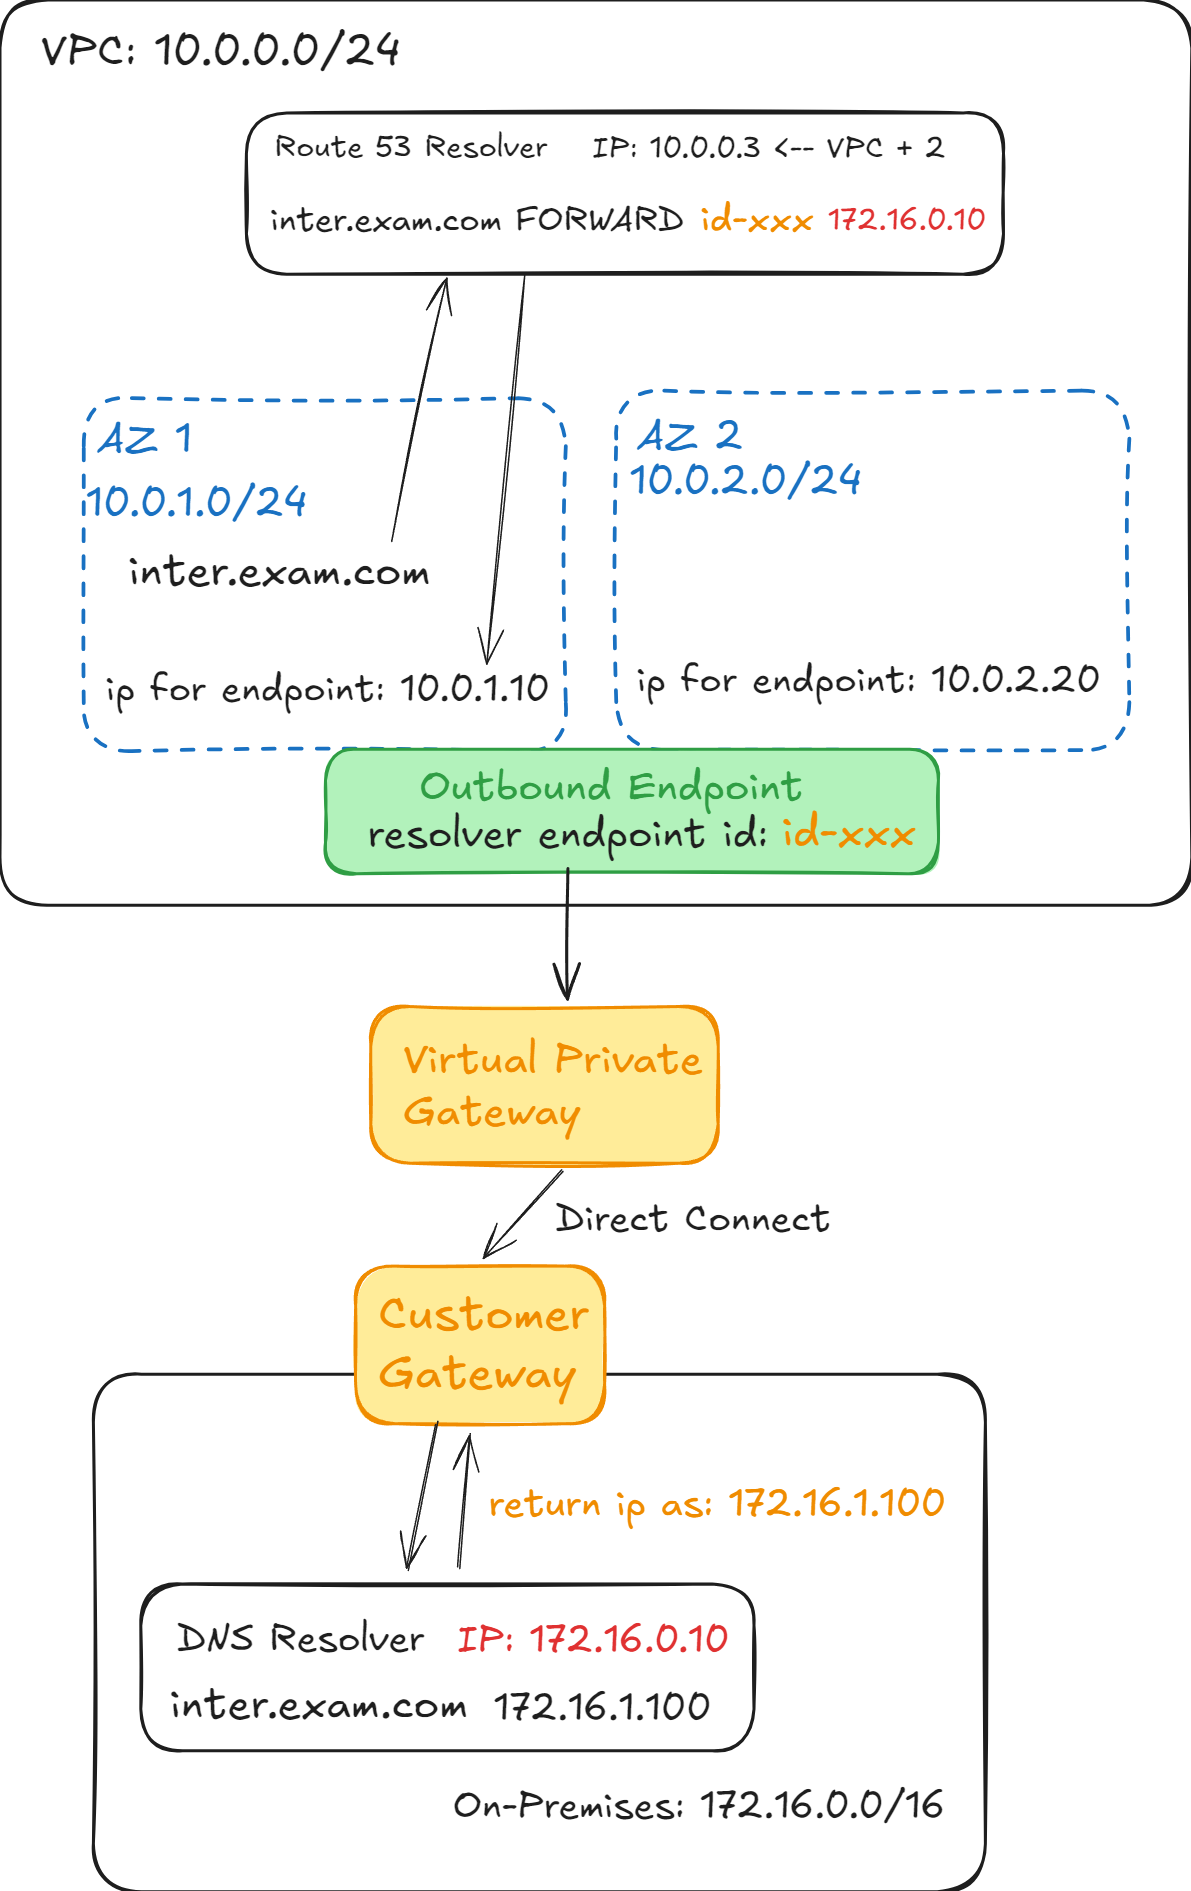 VPC: 10.0.0.0/24
Route 53 Resolver IP: 10.0.0.3 <-- VPC + 2
inter.exam.com FORWARD id-xxx 172.16.0.10
AZ 1
10.0.1.0/24
inter.exam.com
ip for endpoint: 10.0.1.10
AZ 2
10.0.2.0/24
ip for endpoint: 10.0.2.20
Outbound Endpoint
resolver endpoint id: id-xxx
Virtual Private
Gateway
Direct Connect
Customer
Gateway
return ip as: 172.16.1.100
DNS Resolver IP: 172.16.0.10
inter.exam.com 172.16.1.100
On-Premises: 172.16.0.0/16